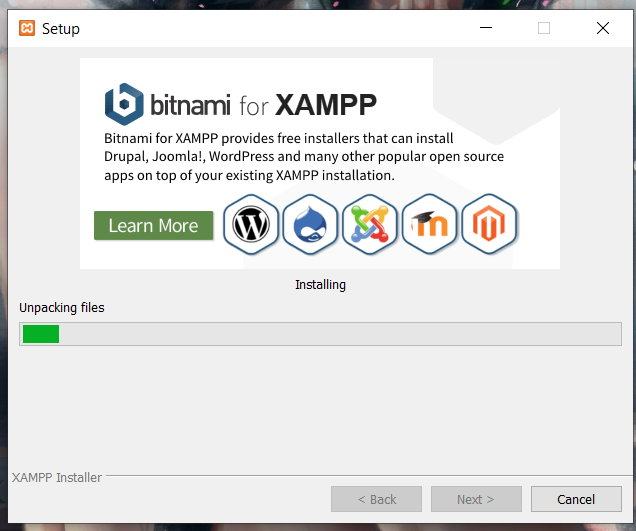 Setup
bitnami for XAMPP
Bitnami for XAMPP provides free installers that can install
Drupal, Joomla!, WordPress and many other popular open source
apps on top of your existing XAMPP installation.
Learn More
Installing
Unpacking files
XAMPP Installer
< Back
Next >
Cancel